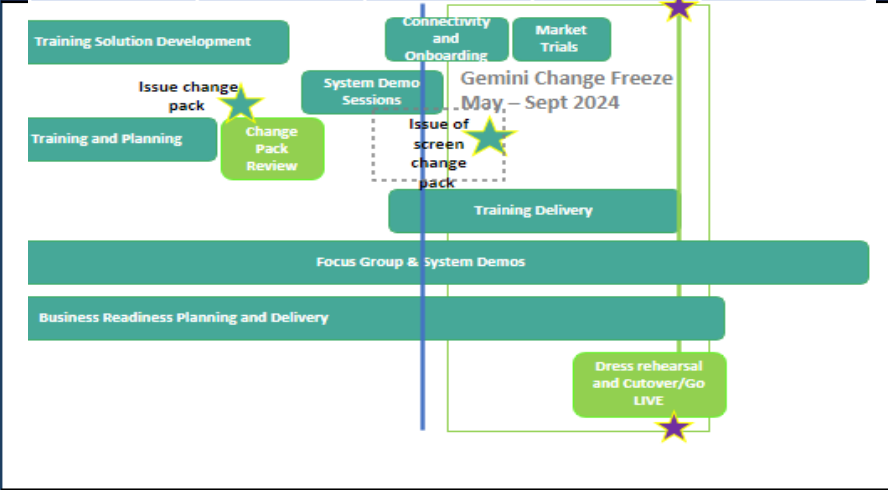 Training Solution Development
Connectivity
and
Onboarding
Market
Trials
Issue change
pack
System Demo
Sessions
Gemini Change Freeze
May, – Sept 2024
Training and Planning
Change
Pack
Review
Issue of
screen
change
pack
Training Delivery
Focus Group & System Demos
Business Readiness Planning and Delivery
Dress rehearsal
and Cutover/Go
LIVE